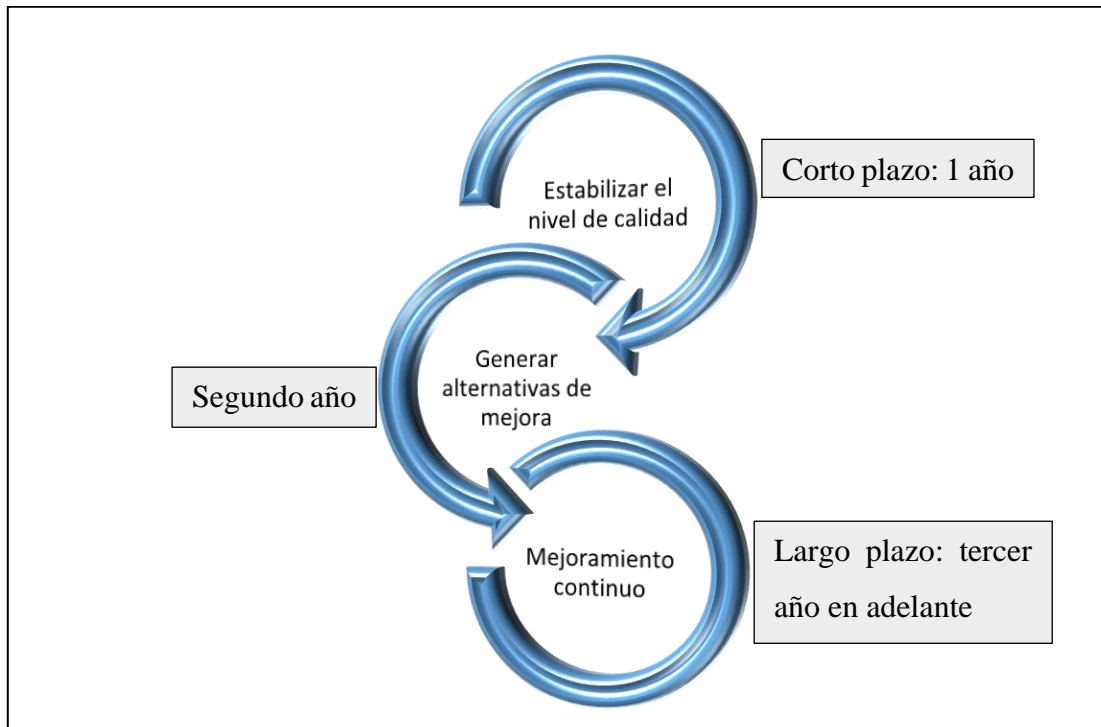 Estabilizar el
nivel de calidad
Corto plazo: 1 año
Generar
alternativas de
mejora
Segundo año
Mejoramiento
continuo
Largo plazo: tercer
año en adelante